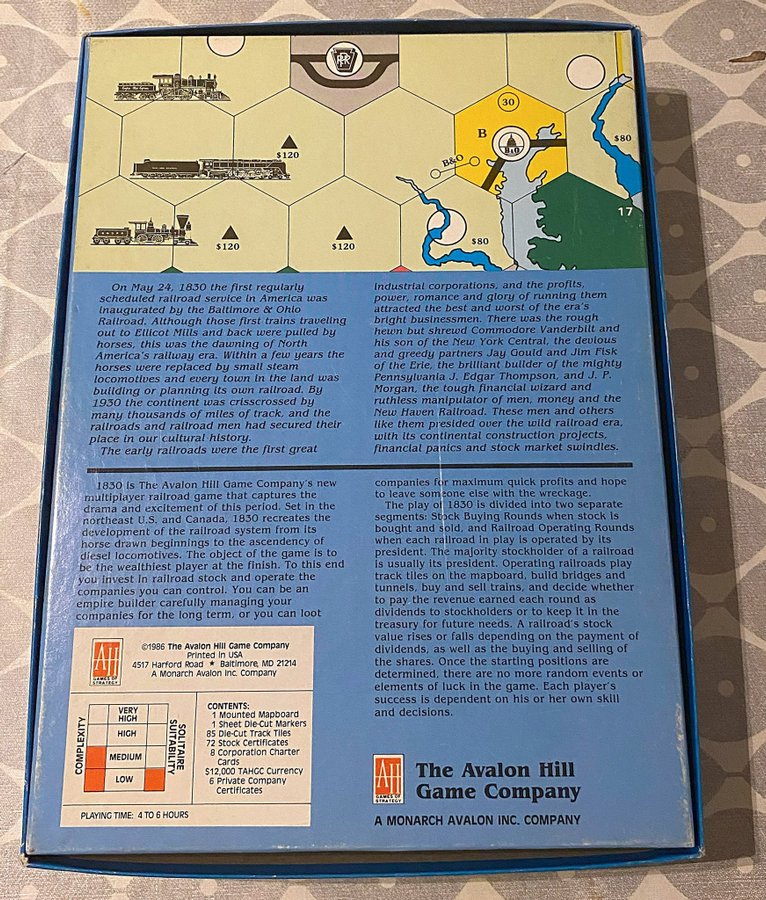 PRR
30
B
B&O
B&O
$80
$120
17
$120
$120
$80
On May 24, 1830 the first regularly
scheduled railroad service in America was
inaugurated by the Baltimore & Ohio
Railroad. Although those first trains traveling
out to Ellicot Mills and back were pulled by
horses, this was the dawning of North
America's railway era. Within a few years the
horses were replaced by small steam
locomotives and every town in the land was
building or planning its own railroad. By
1930 the continent was crisscrossed by
many thousands of miles of track, and the
railroads and railroad men had secured their
place in our cultural history.
The early railroads were the first great
industrial corporations, and the profits,
power, romance and glory of running them
attracted the best and worst of the era's
bright businessmen. There was the rough
hewn but shrewd Commodore Vanderbilt and
his son of the New York Central, the devious
and greedy partners Jay Gould and Jim Fisk
of the Erie, the brilliant builder of the mighty
Pennsylvania J. Edgar Thompson, and J. P.
Morgan, the tough financial wizard and
ruthless manipulator of men, money and the
New Haven Railroad. These men and others
like them presided over the wild railroad era,
with its continental construction projects,
financial panics and stock market swindles.
1830 is The Avalon Hill Game Company's new
multiplayer railroad game that captures the
drama and excitement of this period. Set in the
northeast U.S. and Canada, 1830 recreates the
development of the railroad system from its
horse drawn beginnings to the ascendency of
diesel locomotives. The object of the game is to
be the wealthiest player at the finish. To this end
you invest in railroad stock and operate the
companies you can control. You can be an
empire builder carefully managing your
companies for the long term, or you can loot
companies for maximum quick profits and hope
to leave someone else with the wreckage.
The play of 1830 is divided into two separate
segments: Stock Buying Rounds when stock is
bought and sold, and Railroad Operating Rounds
when each railroad in play is operated by its
president. The majority stockholder of a railroad
is usually its president. Operating railroads play
track tiles on the mapboard, build bridges and
tunnels, buy and sell trains, and decide whether
to pay the revenue earned each round as
dividends to stockholders or to keep it in the
treasury for future needs. A railroad's stock
value rises or falls depending on the payment of
dividends, as well as the buying and selling of
the shares. Once the starting positions are
determined, there are no more random events or
elements of luck in the game. Each player's
success is dependent on his or her own skill
and decisions.
AH
GAMES OF
STRATEGY
©1986 The Avalon Hill Game Company
Printed in USA
4517 Harford Road ★ Baltimore, MD 21214
A Monarch Avalon Inc. Company
COMPLEXITY
VERY
HIGH
HIGH
MEDIUM
LOW
SOLITAIRE
SUITABILITY
PLAYING TIME: 4 TO 6 HOURS
CONTENTS:
1 Mounted Mapboard
1 Sheet Die-Cut Markers
85 Die-Cut Track Tiles
72 Stock Certificates
8 Corporation Charter
Cards
$12,000 TAHGC Currency
6 Private Company
Certificates
AH
GAMES OF
STRATEGY
The Avalon Hill
Game Company
A MONARCH AVALON INC. COMPANY